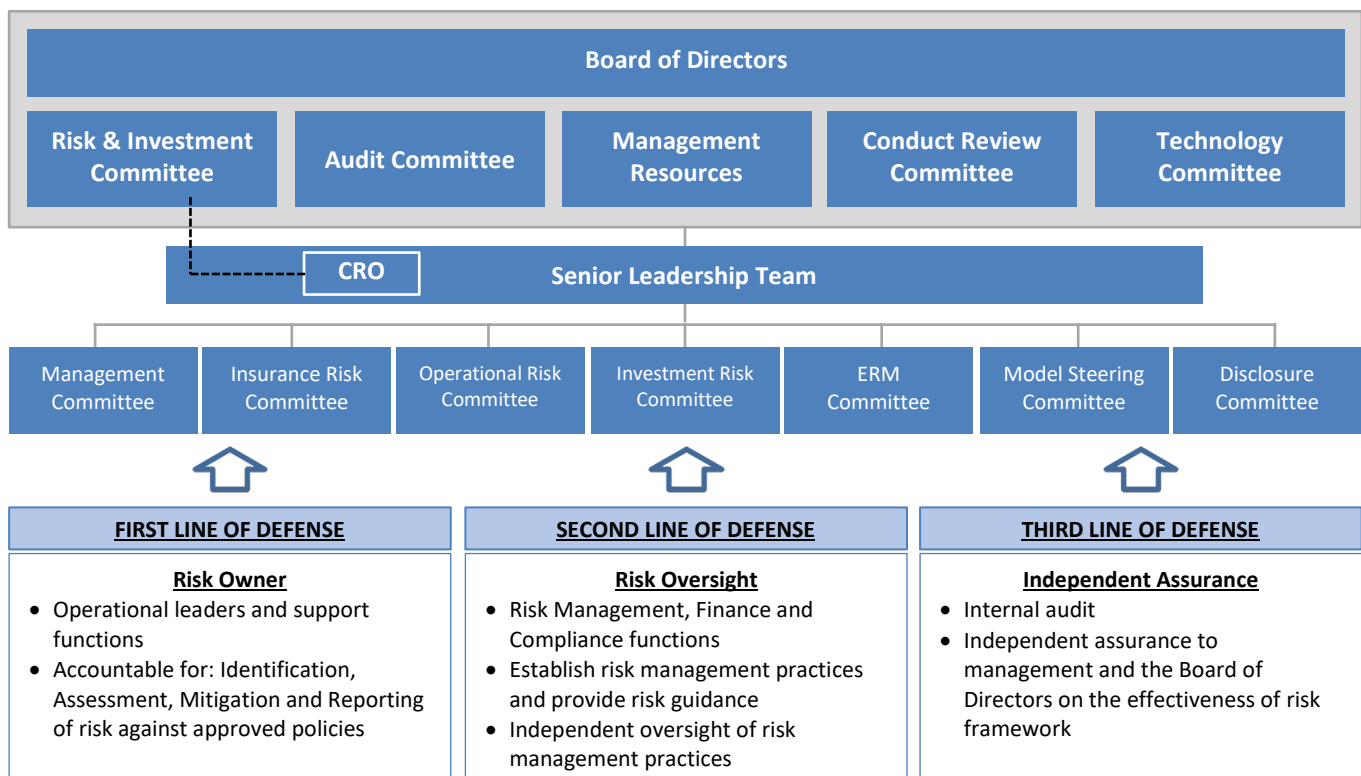 Board of Directors
Risk & Investment
Committee
Audit Committee
Management
Resources
Conduct Review
Committee
Technology
Committee
CRO
Senior Leadership Team
Management
Committee
Insurance Risk
Committee
Operational Risk
Committee
Investment Risk
Committee
ERM
Committee
Model Steering
Committee
Disclosure
Committee
FIRST LINE OF DEFENSE
Risk Owner
• Operational leaders and support
functions
• Accountable for: Identification,
Assessment, Mitigation and Reporting
of risk against approved policies
SECOND LINE OF DEFENSE
Risk Oversight
• Risk Management, Finance and
Compliance functions
• Establish risk management practices
and provide risk guidance
• Independent oversight of risk
management practices
THIRD LINE OF DEFENSE
Independent Assurance
• Internal audit
• Independent assurance to
management and the Board of
Directors on the effectiveness of risk
framework